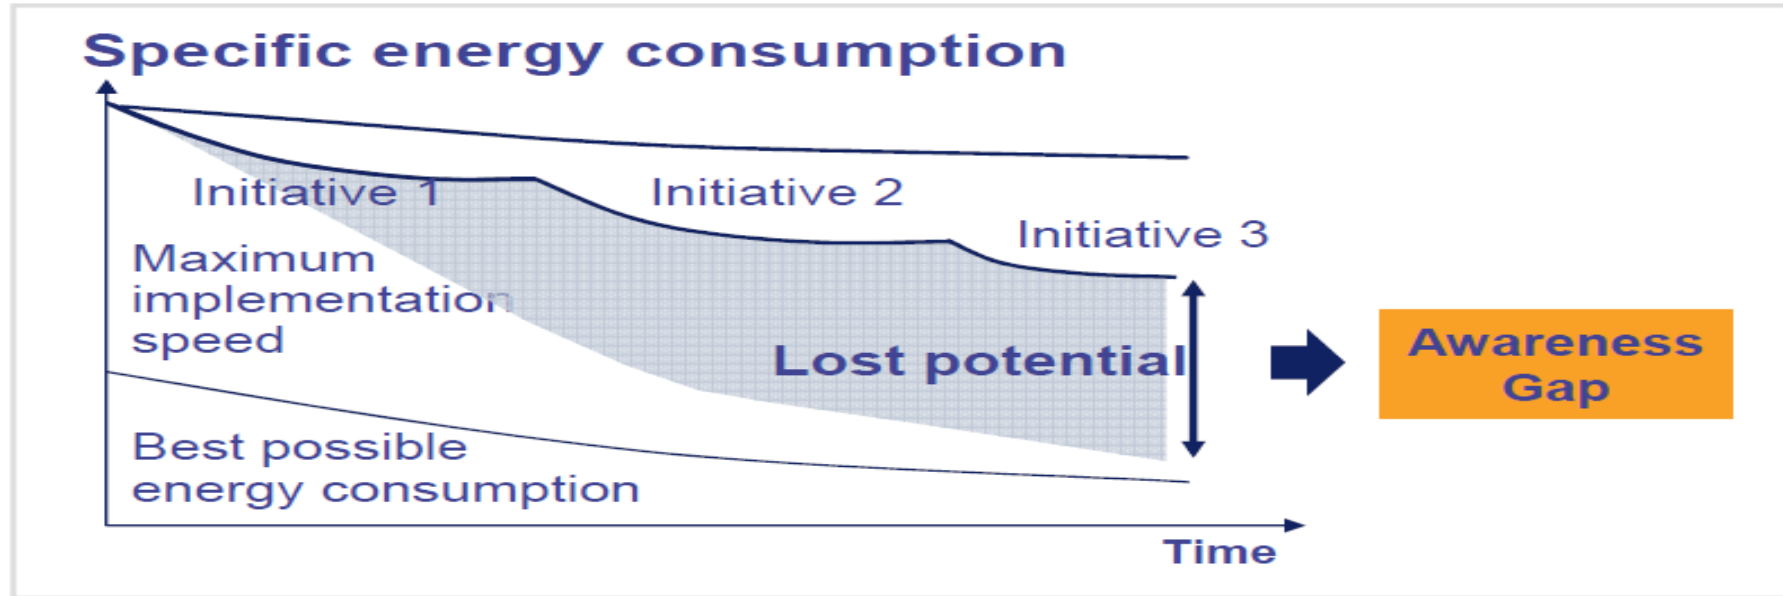 Specific energy consumption
Initiative 1
Initiative 2
Initiative 3
Maximum
implementation
speed
Lost potential
Awareness
Gap
Best possible
energy consumption
Time